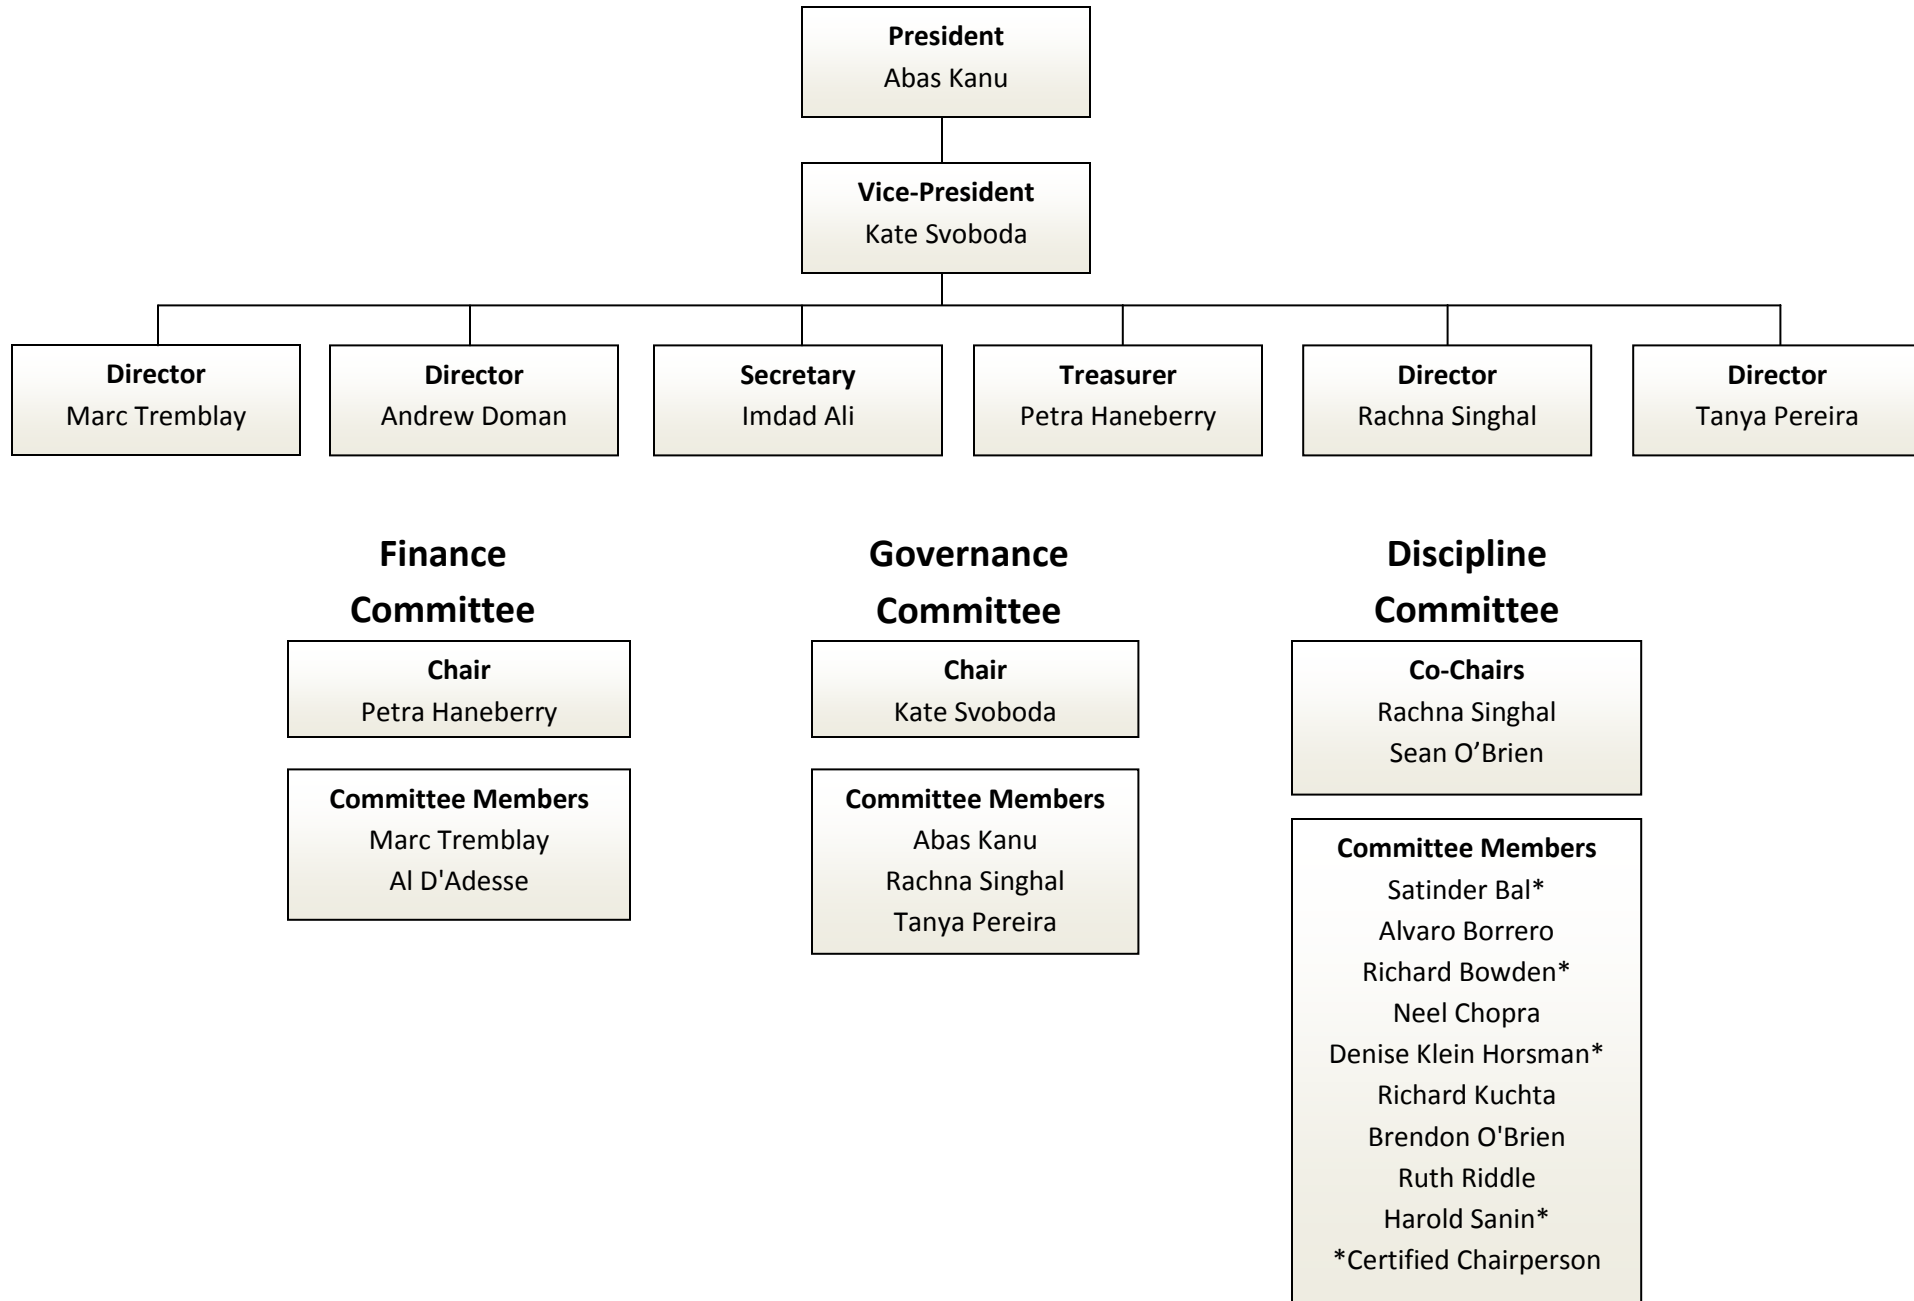 President
Abas Kanu
Vice-President
Kate Svoboda
Director
Marc Tremblay
Director
Andrew Doman
Secretary
Imdad Ali
Treasurer
Petra Haneberry
Director
Rachna Singhal
Director
Tanya Pereira
Finance
Committee
Chair
Petra Haneberry
Committee Members
Marc Tremblay
Al D'Adesse
Governance
Committee
Chair
Kate Svoboda
Committee Members
Abas Kanu
Rachna Singhal
Tanya Pereira
Discipline
Committee
Co-Chairs
Rachna Singhal
Sean O’Brien
Committee Members
Satinder Bal*
Alvaro Borrero
Richard Bowden*
Neel Chopra
Denise Klein Horsman*
Richard Kuchta
Brendon O'Brien
Ruth Riddle
Harold Sanin*
*Certified Chairperson